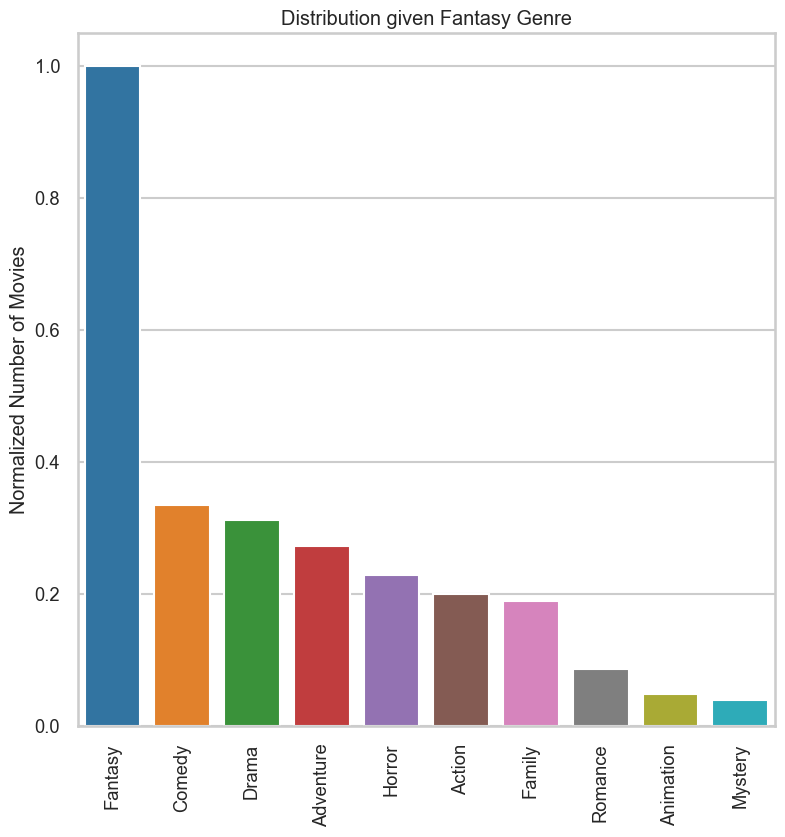 Distribution given Fantasy Genre
Normalized Number of Movies
1.0
0.8
0.6
0.4
0.2
0.0
Fantasy
Comedy
Drama
Adventure
Horror
Action
Family
Romance
Animation
Mystery